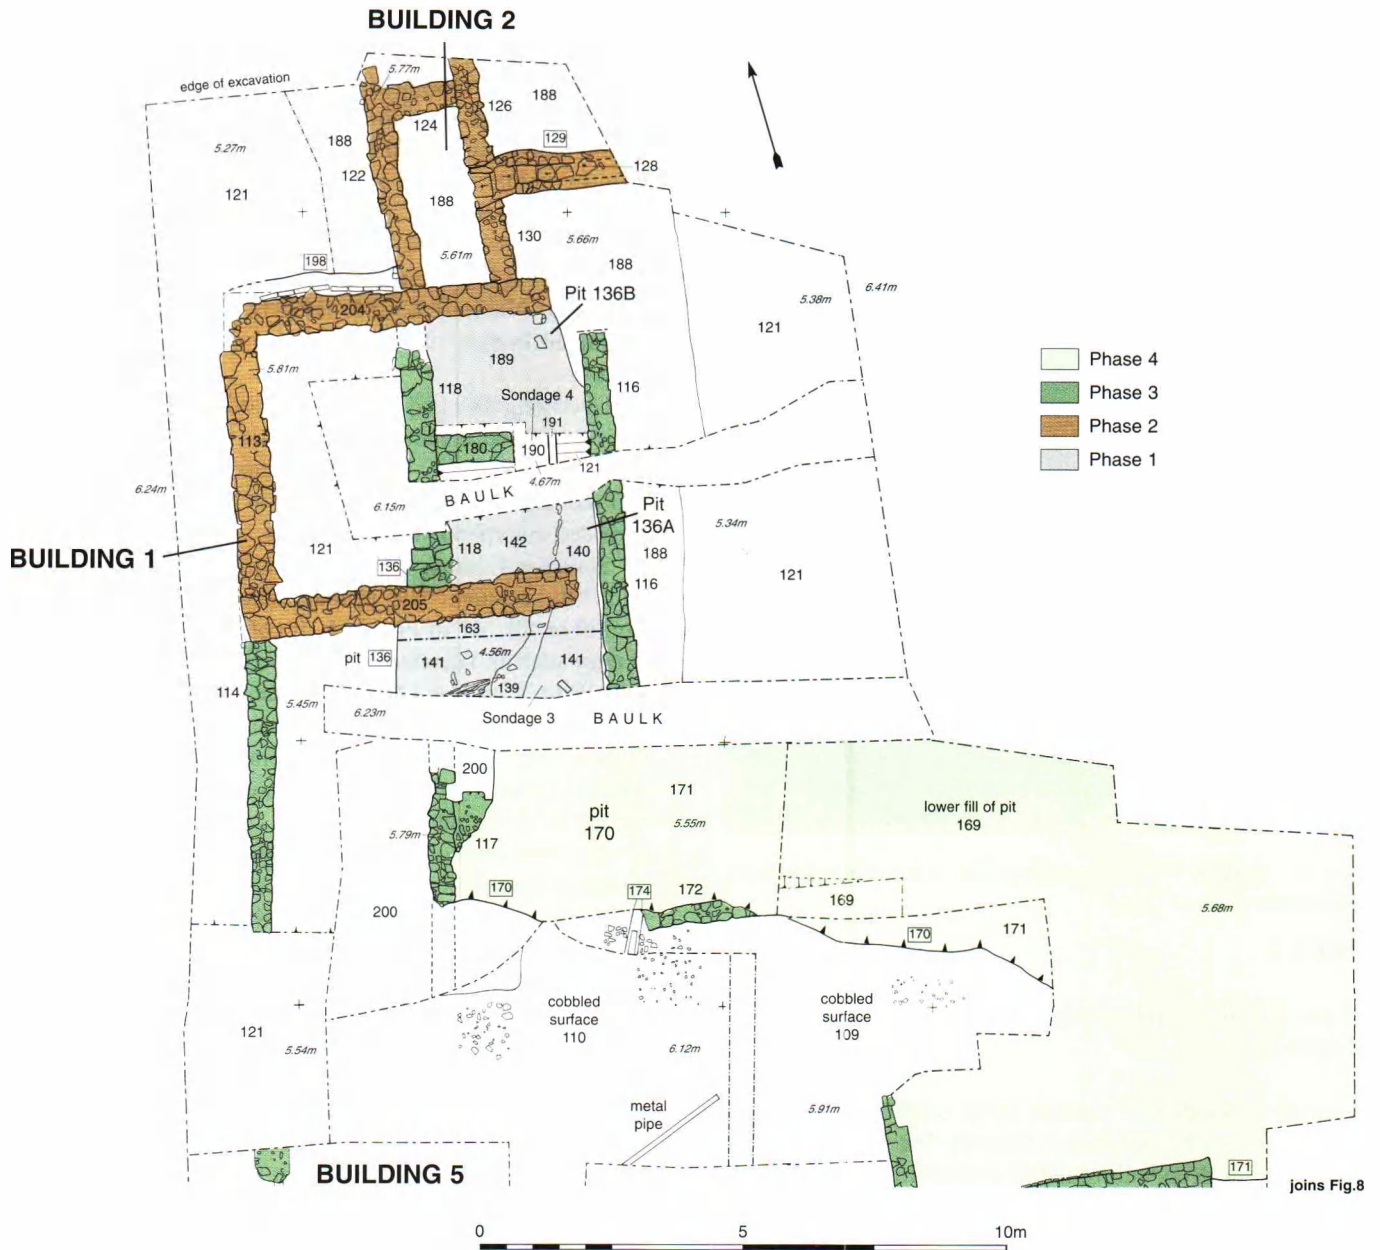 BUILDING 2
edge of excavation
5.77m
188
126
124
129
5.27m
188
122
128
121
188
130
5.66m
198
5.61m
188
Pit 136B
6.41m
5.38m
204
121
189
5.81m
Phase 4
118
116
Phase 3
Sondage 4
Phase 2
191
113
180
190
121
Phase 1
4.67m
6.24m
BAULK
6.15m
Pit
136A
5.34m
118
142
140
188
BUILDING 1
121
136
116
121
205
163
pit 136
4.56m
141
141
139
114
5.45m
6.23m
Sondage 3
BAULK
200
171
pit
170
lower fill of pit
169
5.55m
5.79m
117
170
174
172
169
5.68m
200
170
171
cobbled
surface
110
cobbled
surface
109
121
5.54m
6.12m
metal
pipe
5.91m
BUILDING 5
171
joins Fig.8
0
5
10m